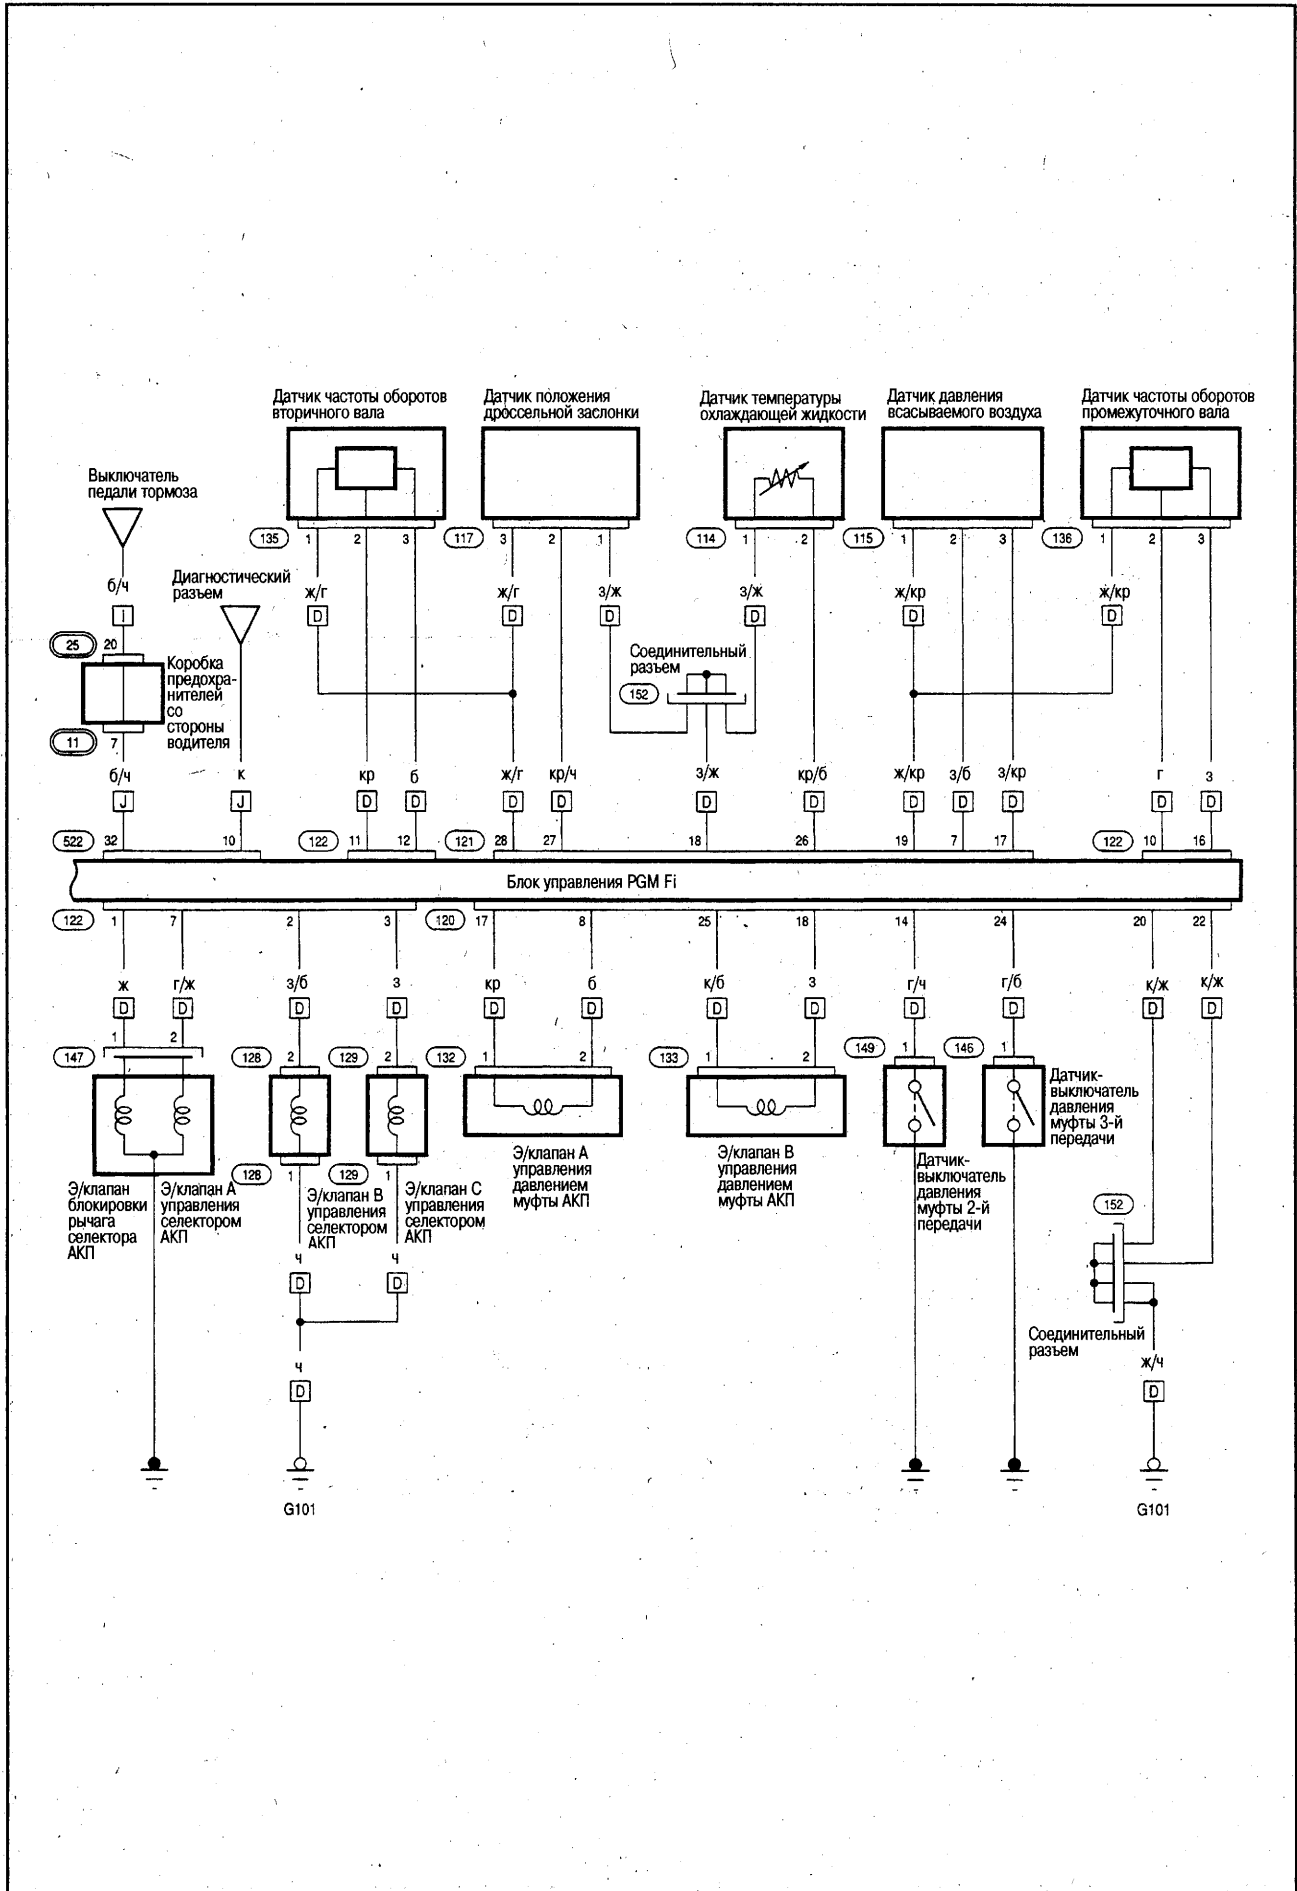 Датчик частоты оборотов
вторичного вала
Датчик положения
дроссельной заслонки
Датчик температуры
охлаждающей жидкости
Датчик давления
всасываемого воздуха
Датчик частоты оборотов
промежуточного вала
Выключатель
педали тормоза
135 1 2 3
117 3 2 1
114 1 2
115 1 2 3
136 1 2 3
б/ч
Диагностический
разъем
ж/г ж/г з/ж з/ж ж/кр ж/кр
I D D D D D D
25 20
Коробка
предохра-
нителей
со
стороны
водителя
Соединительный
разъем
152
11 7
б/ч к кр б ж/г кр/ч з/ж кр/б ж/кр з/б з/кр г з
J J D D D D D D D D D D D
522 32 10 122 11 12 121 28 27 18 26 19 7 17 122 10 16
Блок управления PGM Fi
122 1 7 2 3 120 17 8 25 18 14 24 20 22
ж г/ж з/б з кр б к/б з г/ч г/б к/ж к/ж
D D D D D D D D D D D D
147 1 2 128 2 129 2 132 1 2 133 1 2 149 1 146 1
Датчик-
выключатель
давления
муфты 3-й
передачи
Э/клапан А
управления
давлением
муфты АКП
Э/клапан В
управления
давлением
муфты АКП
Датчик-
выключатель
давления
муфты 2-й
передачи
128 1 129 1
Э/клапан
блокировки
рычага
селектора
АКП
Э/клапан А
управления
селектором
АКП
Э/клапан В
управления
селектором
АКП
Э/клапан С
управления
селектором
АКП
152
ч ч
D D
Соединительный
разъем
ч ж/ч
D D
G101 G101